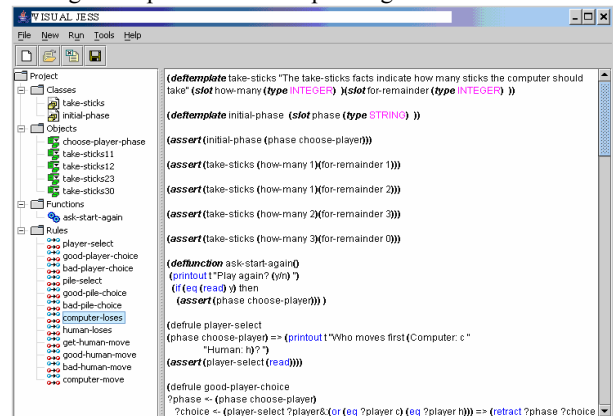 VISUAL JESS
File New Run Tools Help
Project
Classes
take-sticks
initial-phase
Objects
choose-player-phase
take-sticks11
take-sticks12
take-sticks23
take-sticks30
Functions
ask-start-again
Rules
player-select
good-player-choice
bad-player-choice
pile-select
good-pile-choice
bad-pile-choice
computer-loses
human-loses
get-human-move
good-human-move
bad-human-move
computer-move
(deftemplate take-sticks "The take-sticks facts indicate how many sticks the computer should
take" (slot how-many (type INTEGER) )(slot for-remainder (type INTEGER) ))
(deftemplate initial-phase (slot phase (type STRING) ))
(assert (initial-phase (phase choose-player)))
(assert (take-sticks (how-many 1)(for-remainder 1)))
(assert (take-sticks (how-many 1)(for-remainder 2)))
(assert (take-sticks (how-many 2)(for-remainder 3)))
(assert (take-sticks (how-many 3)(for-remainder 0)))
(deffunction ask-start-again()
(printout t "Play again? (y/n) ")
(if (eq (read) y) then
(assert (phase choose-player))) )
(defrule player-select
(phase choose-player) => (printout t "Who moves first (Computer: c "
"Human: h)? ")
(assert (player-select (read))))
(defrule good-player-choice
?phase <- (phase choose-player)
?choice <- (player-select ?player&:(or (eq ?player c) (eq ?player h))) => (retract ?phase ?choice